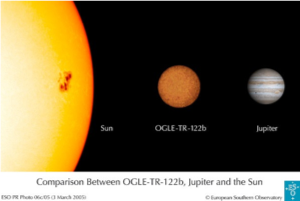 Sun OGLE-TR-122b Jupiter
Comparison Between OGLE-TR-122b, Jupiter and the Sun
ESO PR Photo 06c/05 (3 March 2005) © European Southern Observatory